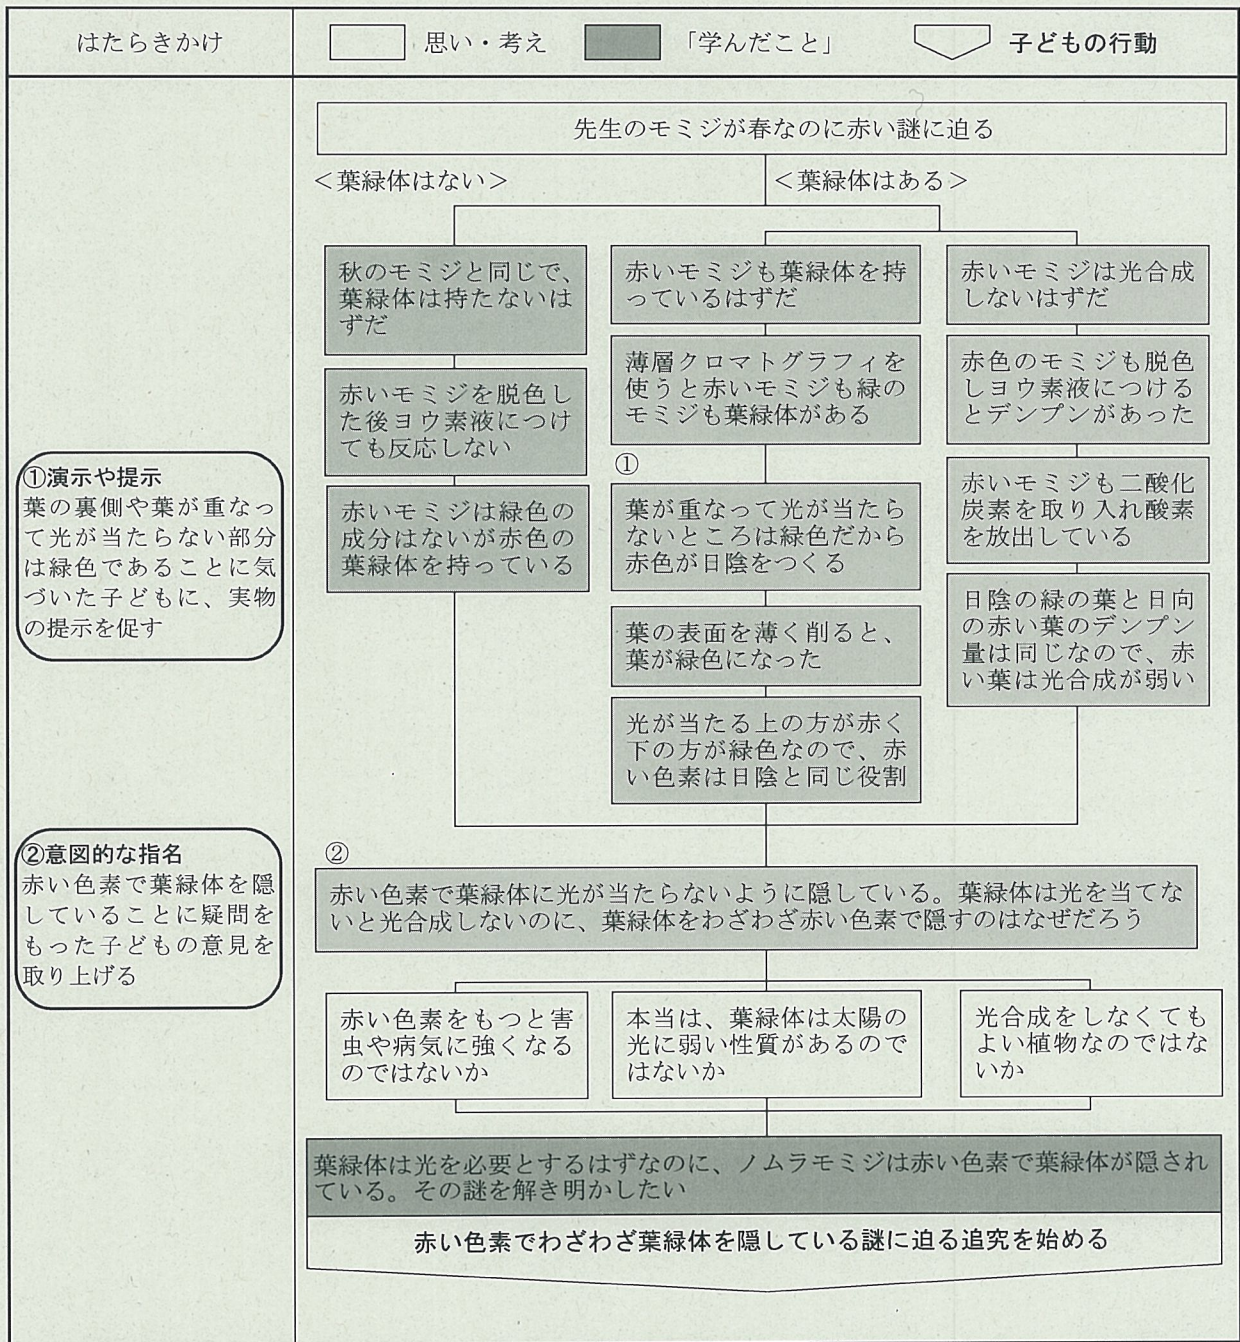 はたらきかけ
思い・考え
「学んだこと」
子どもの行動
先生のモミジが春なのに赤い謎に迫る
＜葉緑体はない＞
＜葉緑体はある＞
秋のモミジと同じで、
葉緑体は持たないは
ずだ
赤いモミジを脱色し
た後ヨウ素液につけ
ても反応しない
赤いモミジは緑色の
成分はないが赤色の
葉緑体を持っている
赤いモミジも葉緑体を持
っているはずだ
薄層クロマトグラフィを
使うと赤いモミジも緑の
モミジも葉緑体がある
①
葉が重なって光が当たら
ないところは緑色だから
赤色が日陰をつくる
葉の表面を薄く削ると、
葉が緑色になった
光が当たる上の方が赤く
下の方が緑色なので、赤
い色素は日陰と同じ役割
赤いモミジは光合成
しないはずだ
赤色のモミジも脱色
しヨウ素液につける
とデンプンがあった
赤いモミジも二酸化
炭素を取り入れ酸素
を放出している
日陰の緑の葉と日向
の赤い葉のデンプン
量は同じなので、赤
い葉は光合成が弱い
①演示や提示
葉の裏側や葉が重なっ
て光が当たらない部分
は緑色であることに気
づいた子どもに、実物
の提示を促す
②意図的な指名
赤い色素で葉緑体を隠
していることに疑問を
もった子どもの意見を
取り上げる
②
赤い色素で葉緑体に光が当たらないように隠している。葉緑体は光を当てな
いと光合成しないのに、葉緑体をわざわざ赤い色素で隠すのはなぜだろう
赤い色素をもつと害
虫や病気に強くなる
のではないか
本当は、葉緑体は太陽の
光に弱い性質があるので
はないか
光合成をしなくても
よい植物なのではな
いか
葉緑体は光を必要とするはずなのに、ノムラモミジは赤い色素で葉緑体が隠され
ている。その謎を解き明かしたい
赤い色素でわざわざ葉緑体を隠している謎に迫る追究を始める